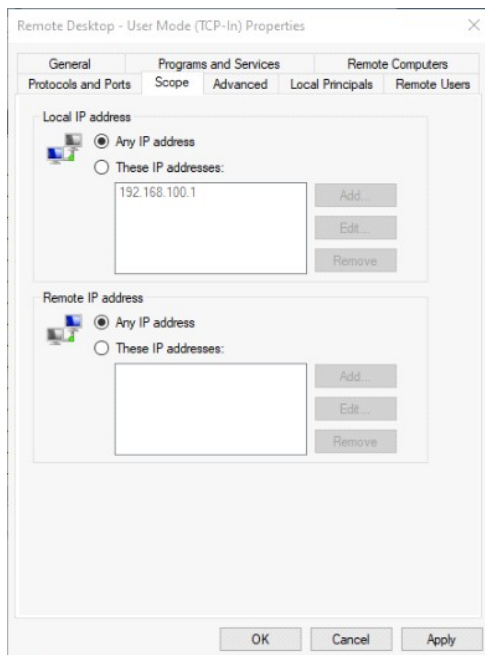 Remote Desktop - User Mode (TCP-In) Properties
General Programs and Services Remote Computers
Protocols and Ports Scope Advanced Local Principals Remote Users
Local IP address
Any IP address
These IP addresses:
192.168.100.1
Add...
Edit...
Remove
Remote IP address
Any IP address
These IP addresses:
Add...
Edit...
Remove
OK Cancel Apply